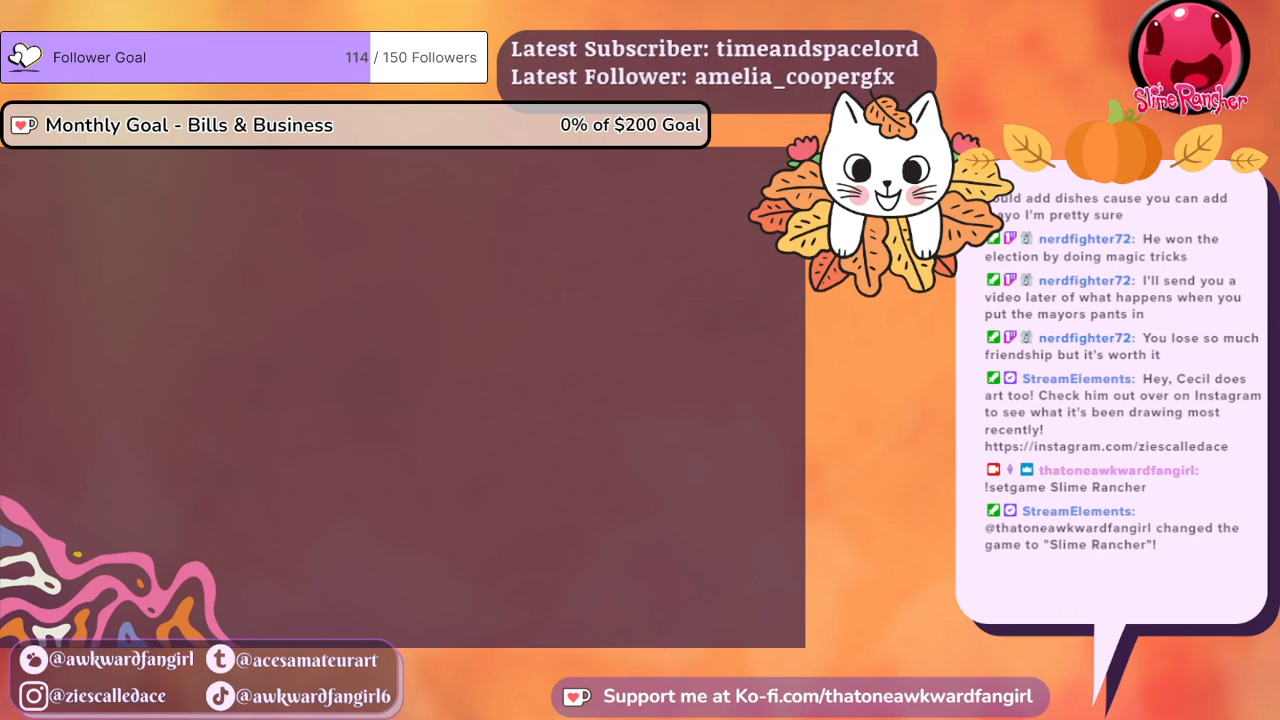 Follower Goal
114 / 150 Followers
Latest Subscriber: timeandspacelord
Latest Follower: amelia_coopergfx
Monthly Goal - Bills & Business
0% of $200 Goal
Slime Rancher
add dishes cause you can add
I'm pretty sure
nerdfighter72: He won the
election by doing magic tricks
nerdfighter72: I'll send you a
video later of what happens when you
put the mayors pants in
nerdfighter72: You lose so much
friendship but it's worth it
StreamElements: Hey, Cecil does
art too! Check him out over on Instagram
to see what it's been drawing most
recently!
https://instagram.com/ziescalledace
thatoneawkwardfangirl:
!setgame Slime Rancher
StreamElements:
@thatoneawkwardfangirl changed the
game to "Slime Rancher"!
@awkwardfangirl
@acesamateurart
@ziescalledace
@awkwardfangirl6
Support me at Ko-fi.com/thatoneawkwardfangirl